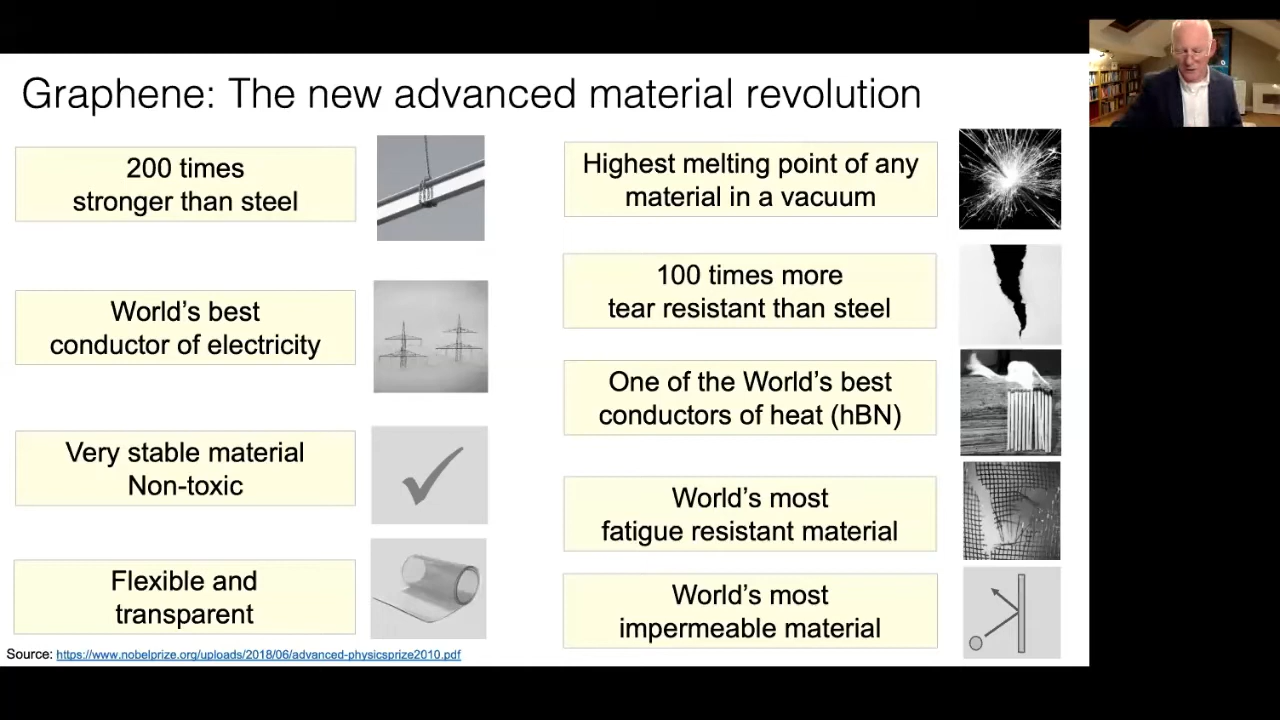 Graphene: The new advanced material revolution
200 times
stronger than steel
World's best
conductor of electricity
Very stable material
Non-toxic
Flexible and
transparent
Highest melting point of any
material in a vacuum
100 times more
tear resistant than steel
One of the World's best
conductors of heat (hBN)
World's most
fatigue resistant material
World's most
impermeable material
Source: https://www.nobelprize.org/uploads/2018/06/advanced-physicsprize2010.pdf